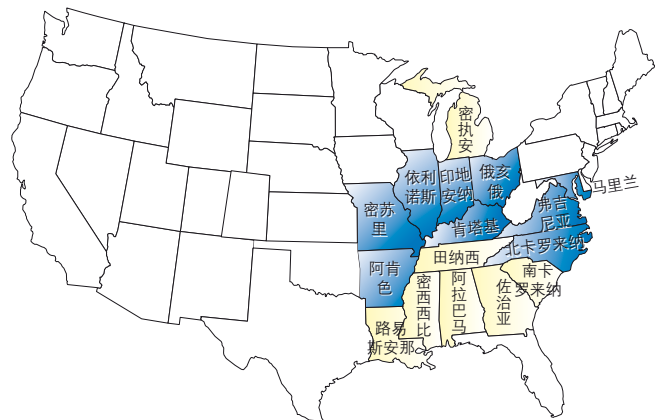 密
执
安
依利
诺斯
印地
安纳
俄亥
俄
马里兰
密苏
里
肯塔基
弗吉
尼亚
北卡罗来纳
田纳西
阿肯
色
南卡
罗来纳
密
西
西
比
阿
拉
巴
马
佐
治
亚
路易
斯安那